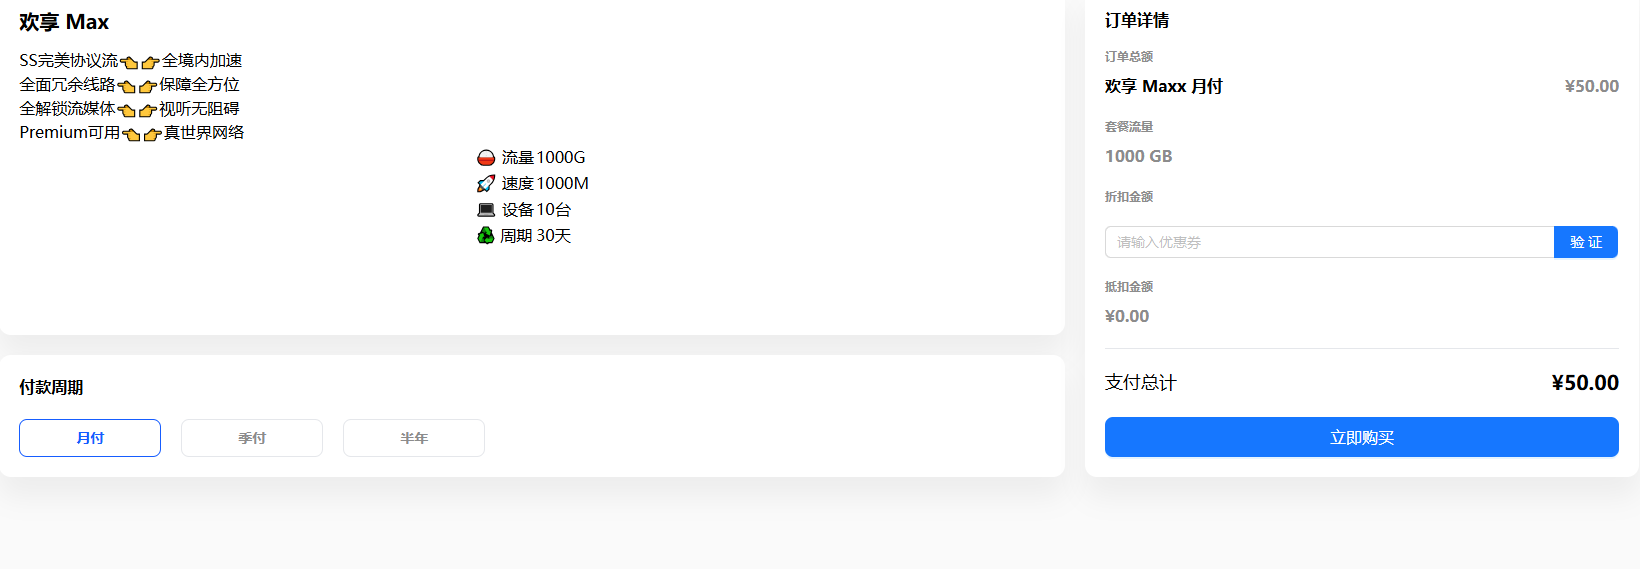 欢享 Max
SS完美协议流👈👉全境内加速
全面冗余线路👈👉保障全方位
全解锁流媒体👈👉视听无阻碍
Premium可用👈👉真世界网络
流量1000G
🚀 速度1000M
💻 设备10台
♻ 周期 30天
付款周期
月付
季付
半年
订单详情
订单总额
欢享 Maxx 月付 ¥50.00
套餐流量
1000 GB
折扣金额
请输入优惠券 验 证
抵扣金额
¥0.00
支付总计 ¥50.00
立即购买